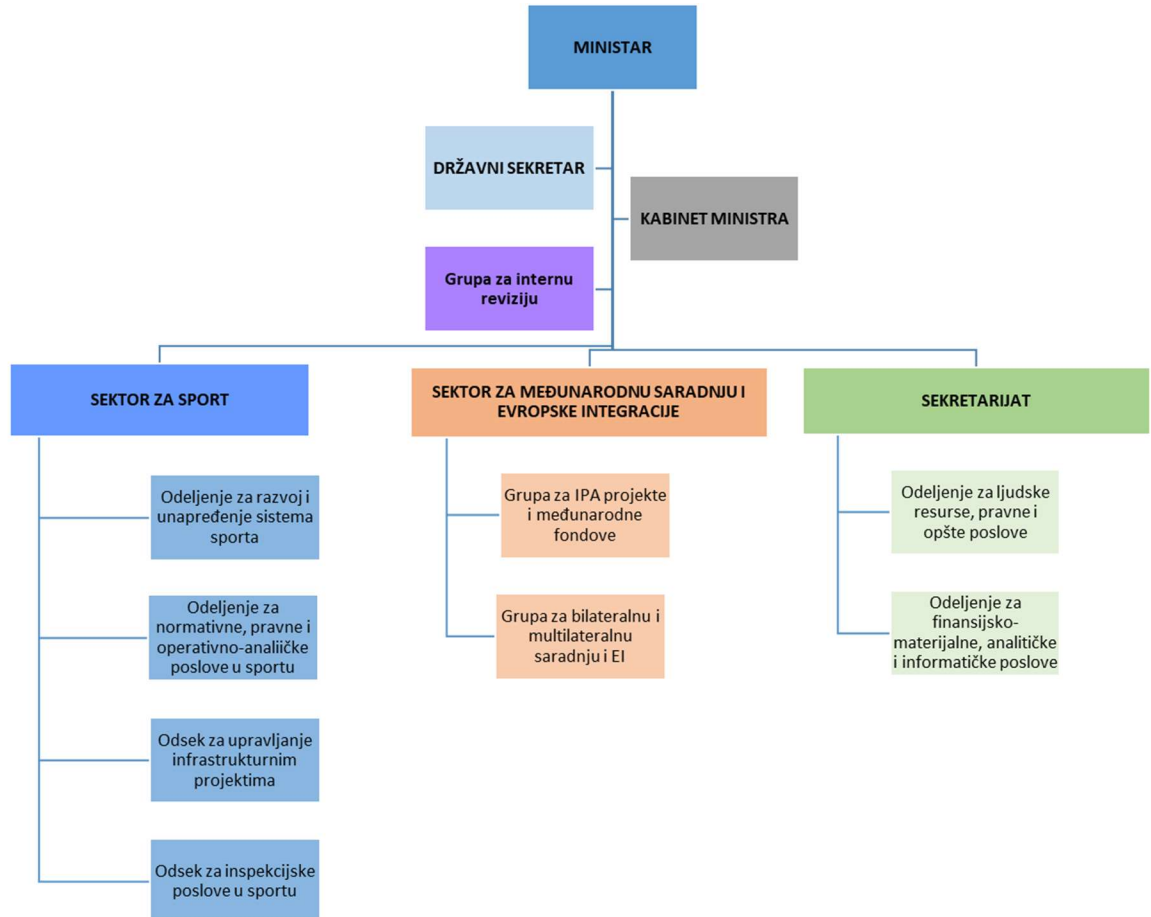 MINISTAR
DRŽAVNI SEKRETAR
KABINET MINISTRA
Grupa za internu
reviziju
SEKTOR ZA SPORT
Odeljenje za razvoj i
unapređenje sistema
sporta
Odeljenje za
normativne, pravne i
operativno-analiičke
poslove u sportu
Odsek za upravljanje
infrastrukturnim
projektima
Odsek za inspekcijske
poslove u sportu
SEKTOR ZA MEĐUNARODNU SARADNJU I
EVROPSKE INTEGRACIJE
Grupa za IPA projekte
i međunarodne
fondove
Grupa za bilateralnu i
multilateralnu
saradnju i EI
SEKRETARIJAT
Odeljenje za ljudske
resurse, pravne i
opšte poslove
Odeljenje za
finansijsko-
materijalne, analitičke
i informatičke poslove